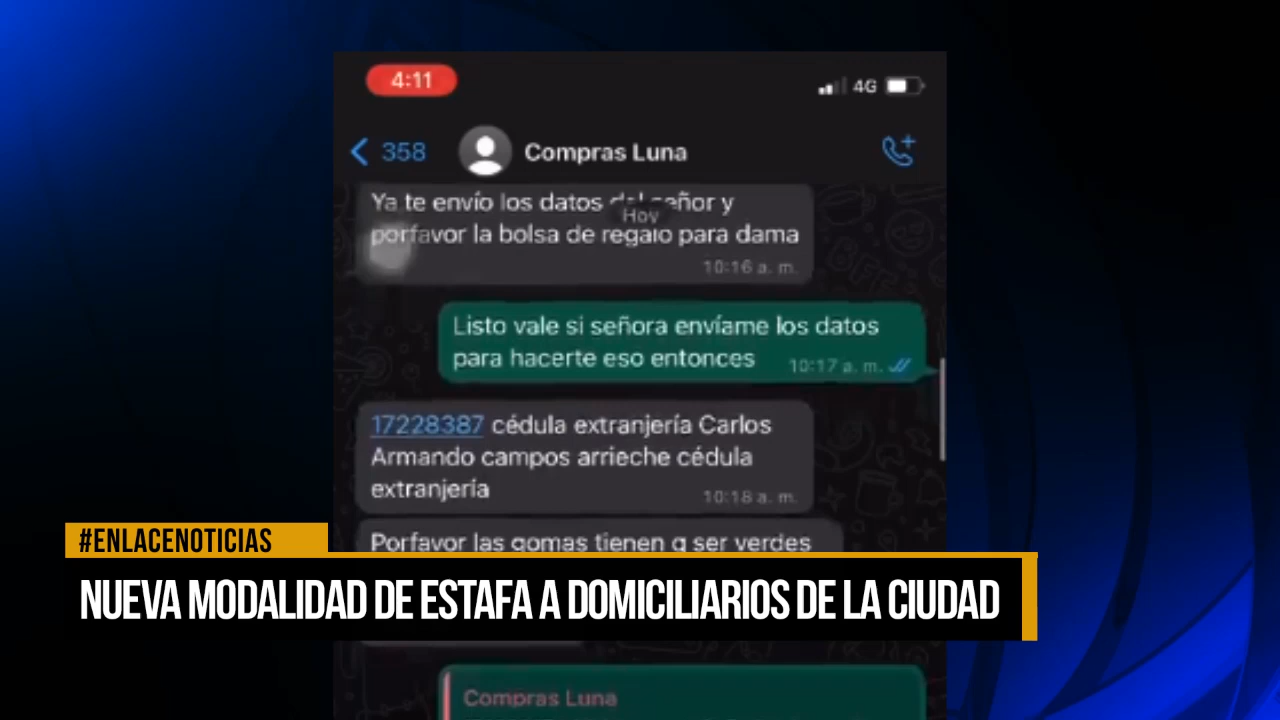 4:11
4G
358
Compras Luna
Ya te envío los datos del señor y
Hoy
porfavor la bolsa de regalo para dama
10:16 a. m.
Listo vale si señora envíame los datos
para hacerte eso entonces
10:17 a. m.
17228387 cédula extranjería Carlos
Armando campos arrieche cédula
extranjería
10:18 a. m.
Porfavor las gomas tienen q ser verdes
#ENLACENOTICIAS
NUEVA MODALIDAD DE ESTAFA A DOMICILIARIOS DE LA CIUDAD
Compras Luna